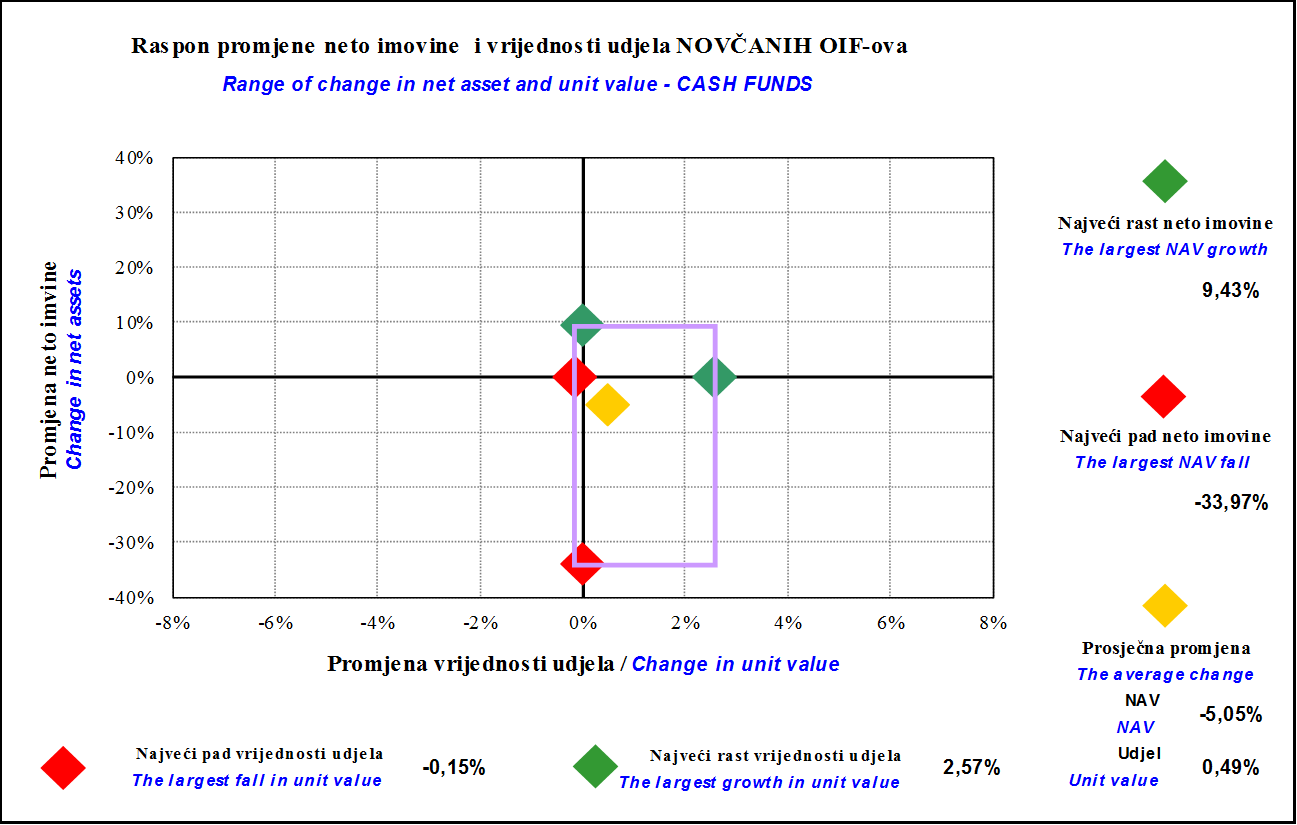 Raspon promjene neto imovine i vrijednosti udjela NOVČANIH OIF-ova
Range of change in net asset and unit value - CASH FUNDS
40%
30%
20%
10%
0%
-10%
-20%
-30%
-40%
-8%
-6%
-4%
-2%
0%
2%
4%
6%
8%
Promjena neto imvine
Change in net assets
Promjena vrijednosti udjela / Change in unit value
Najveći rast neto imovine
The largest NAV growth
9,43%
Najveći pad neto imovine
The largest NAV fall
-33,97%
Prosječna promjena
The average change
NAV
NAV
-5,05%
Udjel
Unit value
0,49%
Najveći pad vrijednosti udjela
The largest fall in unit value
-0,15%
Najveći rast vrijednosti udjela
The largest growth in unit value
2,57%